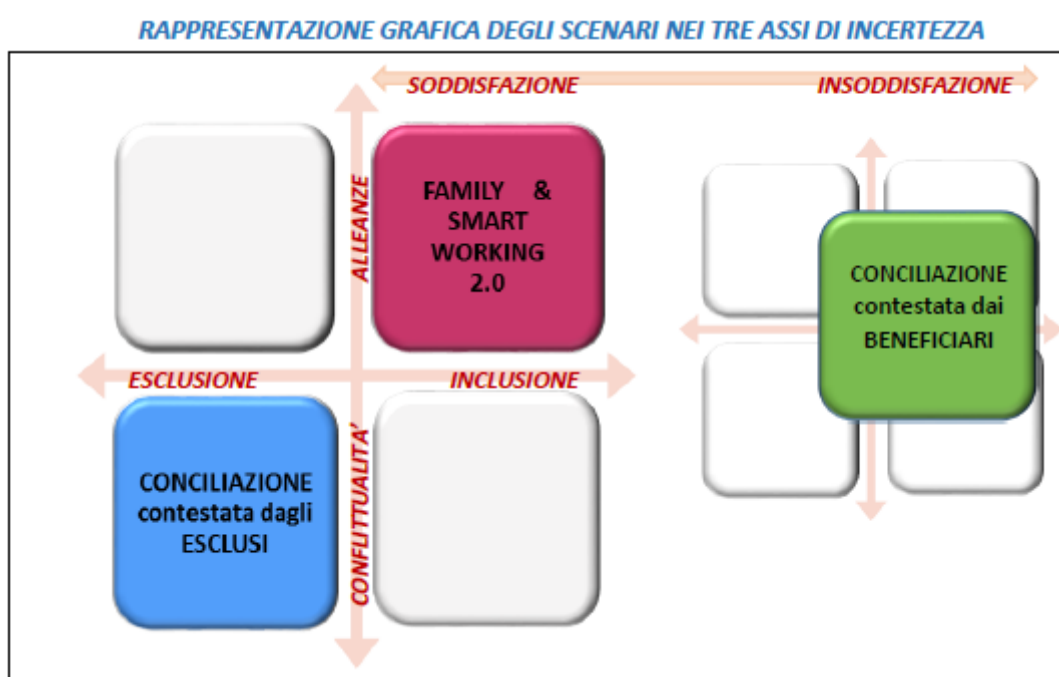 RAPPRESENTAZIONE GRAFICA DEGLI SCENARI NEI TRE ASSI DI INCERTEZZA
SODDISFAZIONE
INSODDISFAZIONE
ALLEANZE
FAMILY &
SMART
WORKING
2.0
CONCILIAZIONE
contestata dai
BENEFICIARI
ESCLUSIONE
INCLUSIONE
CONFLITTUALITA’
CONCILIAZIONE
contestata dagli
ESCLUSI